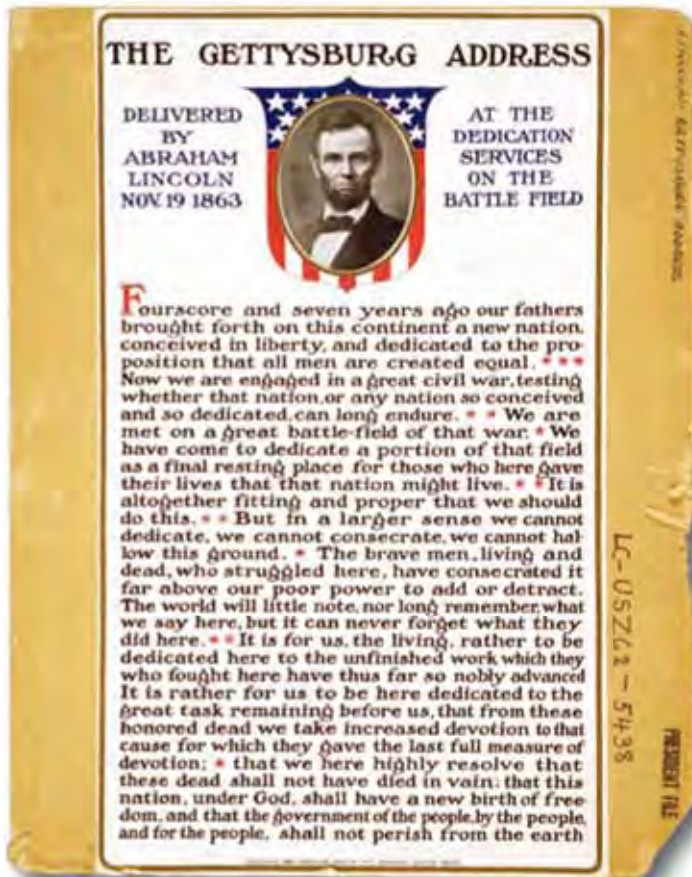 THE GETTYSBURG ADDRESS
DELIVERED
BY
ABRAHAM
LINCOLN
NOV. 19 1863
AT THE
DEDICATION
SERVICES
ON THE
BATTLE FIELD
Fourscore and seven years ago our fathers
brought forth on this continent a new nation,
conceived in liberty, and dedicated to the pro-
position that all men are created equal. * * *
Now we are engaged in a great civil war, testing
whether that nation, or any nation so conceived
and so dedicated, can long endure. * * We are
met on a great battle-field of that war. * We
have come to dedicate a portion of that field
as a final resting place for those who here gave
their lives that that nation might live. * * It is
altogether fitting and proper that we should
do this. * * But in a larger sense we cannot
dedicate, we cannot consecrate, we cannot hal-
low this ground. * The brave men, living and
dead, who struggled here, have consecrated it
far above our poor power to add or detract.
The world will little note, nor long remember, what
we say here, but it can never forget what they
did here. * * It is for us, the living, rather to be
dedicated here to the unfinished work which they
who fought here have thus far so nobly advanced
It is rather for us to be here dedicated to the
great task remaining before us, that from these
honored dead we take increased devotion to that
cause for which they gave the last full measure of
devotion; * that we here highly resolve that
these dead shall not have died in vain; that this
nation, under God, shall have a new birth of free
dom, and that the government of the people, by the people,
and for the people, shall not perish from the earth
LC-USZ62-5438
PRESIDENT FILE